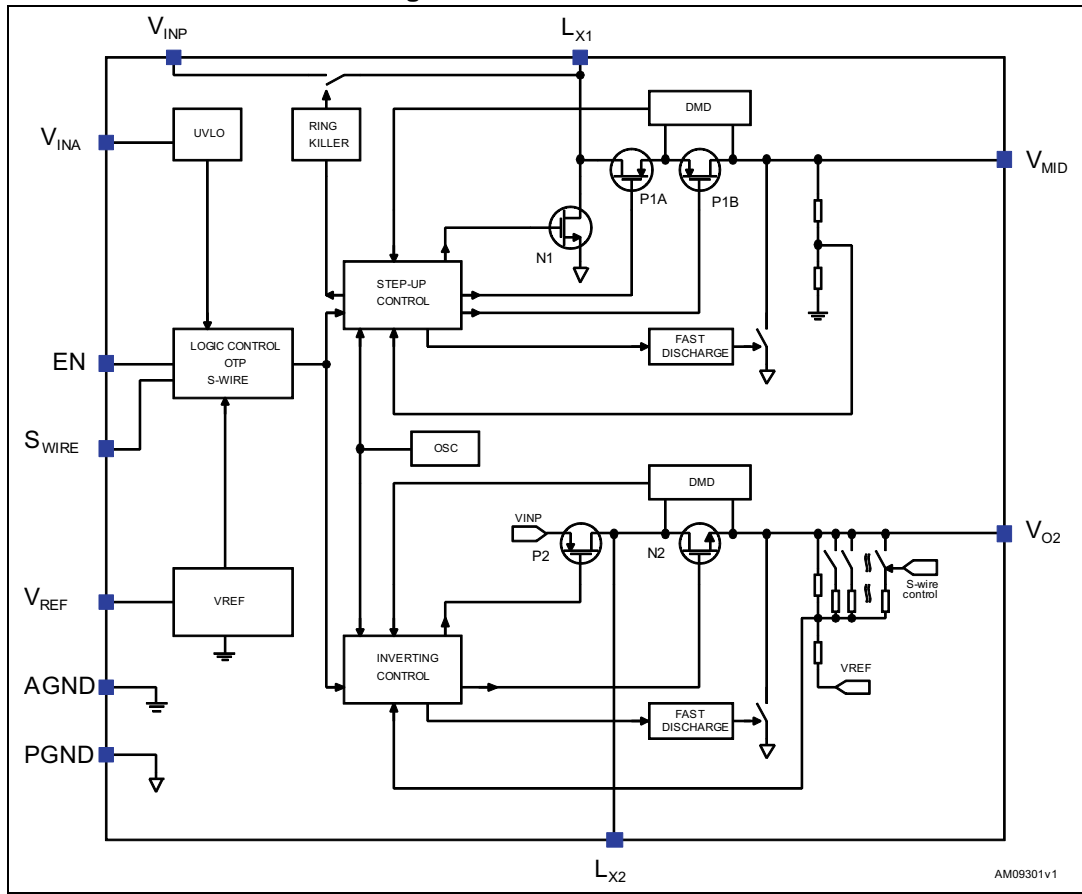 VINP
LX1
DMD
UVLO
RING
KILLER
VINA
VMID
P1A
P1B
N1
STEP-UP
CONTROL
FAST
DISCHARGE
LOGIC CONTROL
OTP
S-WIRE
EN
SWIRE
OSC
DMD
VINP
P2
N2
VO2
S-wire
control
VREF
VREF
INVERTING
CONTROL
VREF
AGND
FAST
DISCHARGE
PGND
LX2
AM09301v1